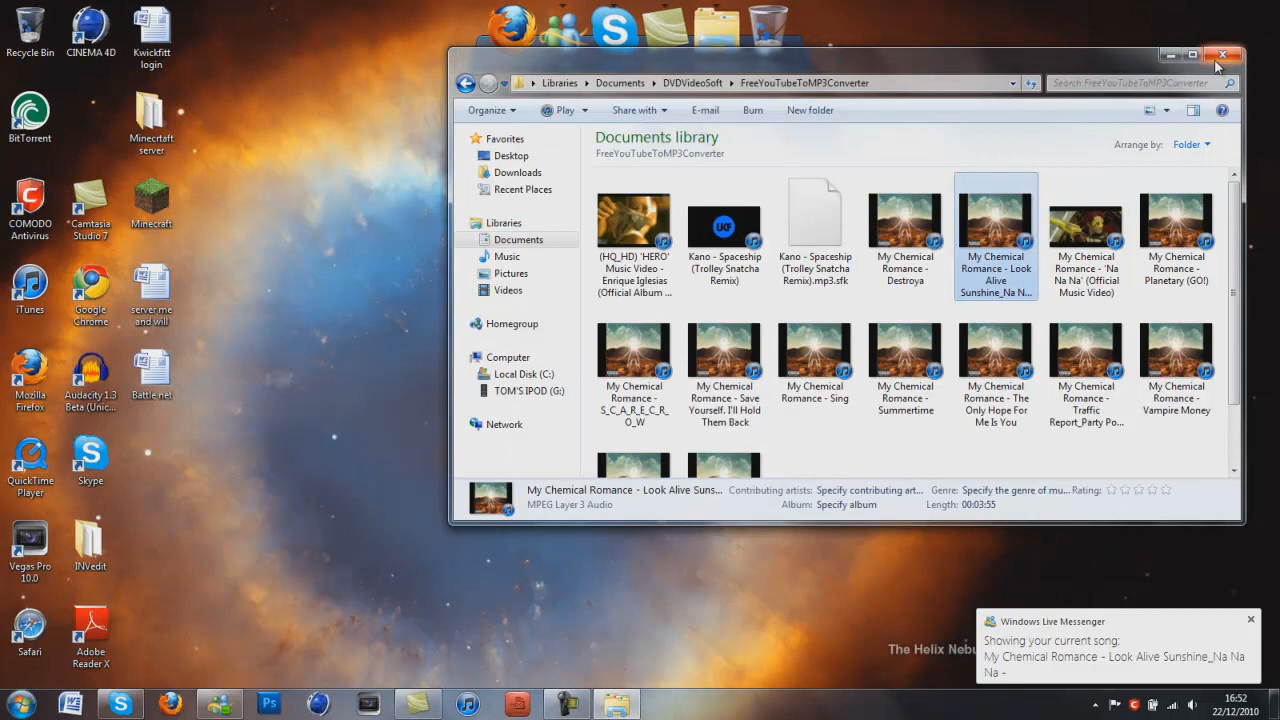 Recycle Bin
CINEMA 4D
Kwickfitt
login
BitTorrent
Minecrtaft
server
COMODO
Antivirus
Camtasia
Studio 7
Minecraft
iTunes
Google
Chrome
server me
and will
Mozilla
Firefox
Audacity 1.3
Beta (Unic...
Battle net
QuickTime
Player
Skype
Vegas Pro
10.0
INVedit
Safari
Adobe
Reader X
Libraries
Documents
DVDVideoSoft
FreeYouTubeToMP3Converter
Search FreeYouTubeToMP3Converter
Organize
Play
Share with
E-mail
Burn
New folder
Favorites
Desktop
Downloads
Recent Places
Libraries
Documents
Music
Pictures
Videos
Homegroup
Computer
Local Disk (C:)
TOM'S IPOD (G:)
Network
Documents library
FreeYouTubeToMP3Converter
Arrange by: Folder
UKF
(HQ_HD) 'HERO'
Music Video -
Enrique Iglesias
(Official Album ...
Kano - Spaceship
(Trolley Snatcha
Remix)
Kano - Spaceship
(Trolley Snatcha
Remix).mp3.sfk
My Chemical
Romance -
Destroya
My Chemical
Romance - Look
Alive
Sunshine_Na N...
My Chemical
Romance - 'Na
Na Na' (Official
Music Video)
My Chemical
Romance -
Planetary (GO!)
My Chemical
Romance -
S_C_A_R_E_C_R_
O_W
My Chemical
Romance - Save
Yourself. I'll Hold
Them Back
My Chemical
Romance - Sing
My Chemical
Romance -
Summertime
My Chemical
Romance - The
Only Hope For
Me Is You
My Chemical
Romance -
Traffic
Report_Party Po...
My Chemical
Romance -
Vampire Money
My Chemical Romance - Look Alive Suns...
MPEG Layer 3 Audio
Contributing artists: Specify contributing art...
Album: Specify album
Genre: Specify the genre of mu...
Length: 00:03:55
Rating:
The Helix Nebu
Windows Live Messenger
Showing your current song:
My Chemical Romance - Look Alive Sunshine_Na Na
Na -
Ps
16:52
22/12/2010